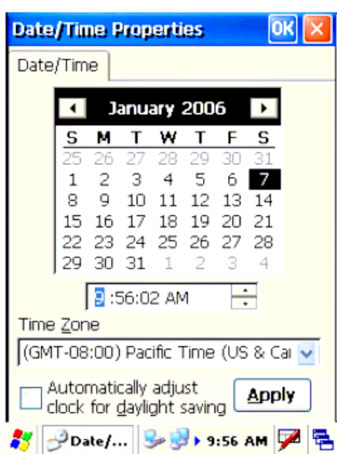 Date/Time Properties OK
Date/Time
January 2006
S M T W T F S
25 26 27 28 29 30 31
1 2 3 4 5 6 7
8 9 10 11 12 13 14
15 16 17 18 19 20 21
22 23 24 25 26 27 28
29 30 31 1 2 3 4
9:56:02 AM
Time Zone
(GMT-08:00) Pacific Time (US & Ca
Automatically adjust
clock for daylight saving
Apply
Date/... 9:56 AM